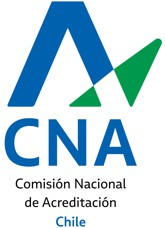 CNA
Comisión Nacional
de Acreditación
Chile